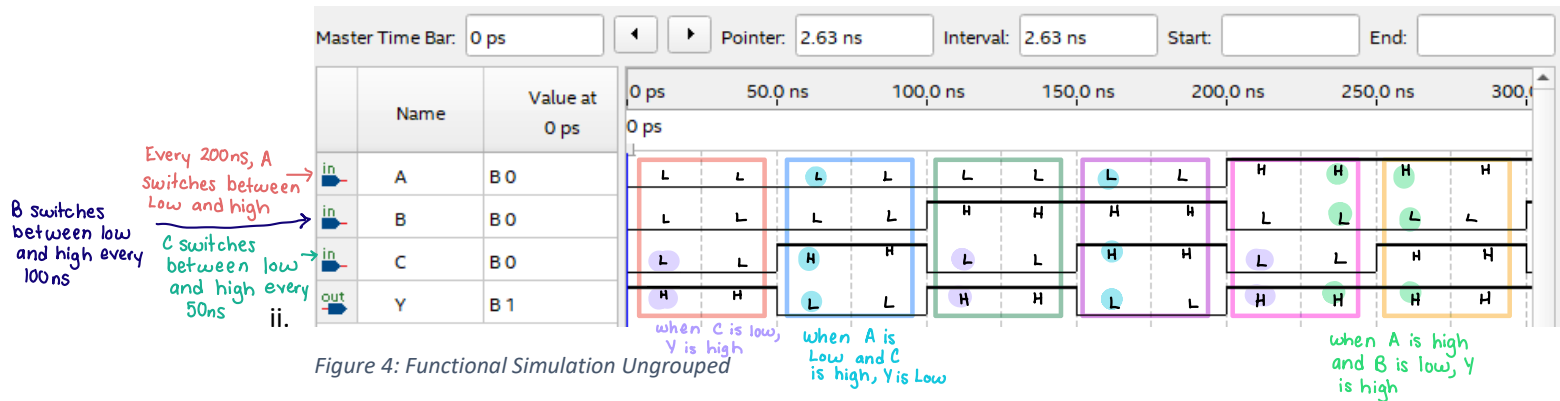 Master Time Bar: 0 ps Pointer: 2.63 ns Interval: 2.63 ns Start: End:
Name
Value at
0 ps
0 ps 50.0 ns 100.0 ns 150.0 ns 200.0 ns 250.0 ns 300.
0 ps
Every 200ns, A
switches between
Low and high
B switches
between low
and high every
100ns
C switches
between low
and high every
50ns
ii.
in A B 0 L L L L L L L L H H H H
in B B 0 L L L L H H H H L L L L
in C B 0 L L H H L L H H L L H H
out Y B 1 H H L L H H L L H H H H
when C is low,
Y is high
when A is
Low and C
is high, Y is Low
when A is high
and B is low, Y
is high
Figure 4: Functional Simulation Ungrouped